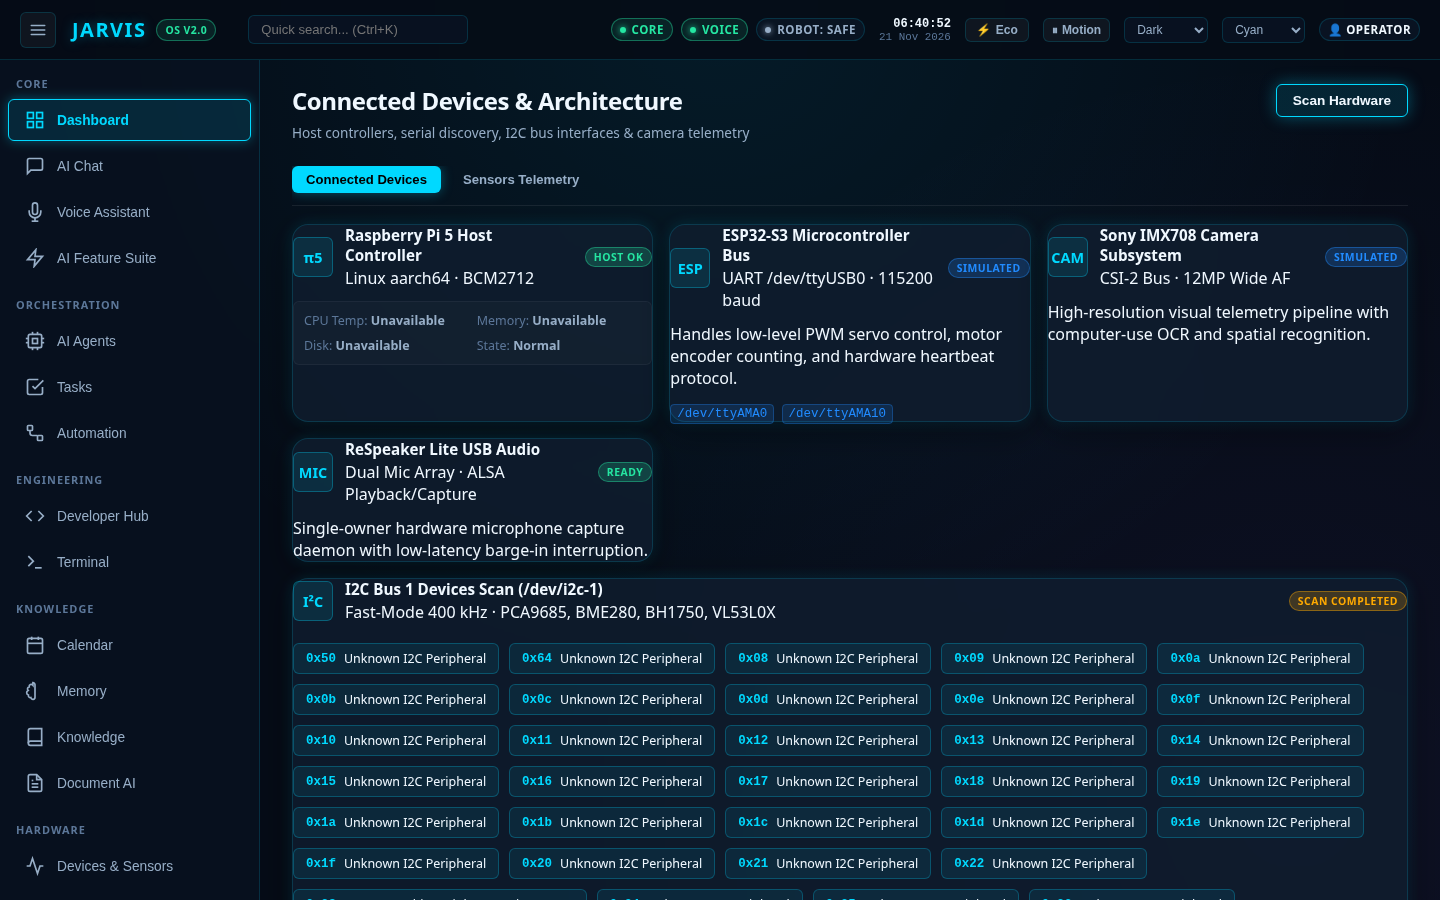 JARVIS
OS V2.0
Quick search... (Ctrl+K)
CORE
VOICE
ROBOT: SAFE
06:40:52
21 Nov 2026
⚡ Eco
Motion
Dark
Cyan
OPERATOR
CORE
Dashboard
AI Chat
Voice Assistant
AI Feature Suite
ORCHESTRATION
AI Agents
Tasks
Automation
ENGINEERING
Developer Hub
Terminal
KNOWLEDGE
Calendar
Memory
Knowledge
Document AI
HARDWARE
Devices & Sensors
Connected Devices & Architecture
Host controllers, serial discovery, I2C bus interfaces & camera telemetry
Scan Hardware
Connected Devices
Sensors Telemetry
π5
Raspberry Pi 5 Host
Controller
Linux aarch64 · BCM2712
HOST OK
CPU Temp: Unavailable
Memory: Unavailable
Disk: Unavailable
State: Normal
ESP
ESP32-S3 Microcontroller
Bus
UART /dev/ttyUSB0 · 115200
baud
SIMULATED
Handles low-level PWM servo control, motor
encoder counting, and hardware heartbeat
protocol.
/dev/ttyAMA0
/dev/ttyAMA10
CAM
Sony IMX708 Camera
Subsystem
CSI-2 Bus · 12MP Wide AF
SIMULATED
High-resolution visual telemetry pipeline with
computer-use OCR and spatial recognition.
MIC
ReSpeaker Lite USB Audio
Dual Mic Array · ALSA
Playback/Capture
READY
Single-owner hardware microphone capture
daemon with low-latency barge-in interruption.
I²C
I2C Bus 1 Devices Scan (/dev/i2c-1)
Fast-Mode 400 kHz · PCA9685, BME280, BH1750, VL53L0X
SCAN COMPLETED
0x50 Unknown I2C Peripheral
0x64 Unknown I2C Peripheral
0x08 Unknown I2C Peripheral
0x09 Unknown I2C Peripheral
0x0a Unknown I2C Peripheral
0x0b Unknown I2C Peripheral
0x0c Unknown I2C Peripheral
0x0d Unknown I2C Peripheral
0x0e Unknown I2C Peripheral
0x0f Unknown I2C Peripheral
0x10 Unknown I2C Peripheral
0x11 Unknown I2C Peripheral
0x12 Unknown I2C Peripheral
0x13 Unknown I2C Peripheral
0x14 Unknown I2C Peripheral
0x15 Unknown I2C Peripheral
0x16 Unknown I2C Peripheral
0x17 Unknown I2C Peripheral
0x18 Unknown I2C Peripheral
0x19 Unknown I2C Peripheral
0x1a Unknown I2C Peripheral
0x1b Unknown I2C Peripheral
0x1c Unknown I2C Peripheral
0x1d Unknown I2C Peripheral
0x1e Unknown I2C Peripheral
0x1f Unknown I2C Peripheral
0x20 Unknown I2C Peripheral
0x21 Unknown I2C Peripheral
0x22 Unknown I2C Peripheral